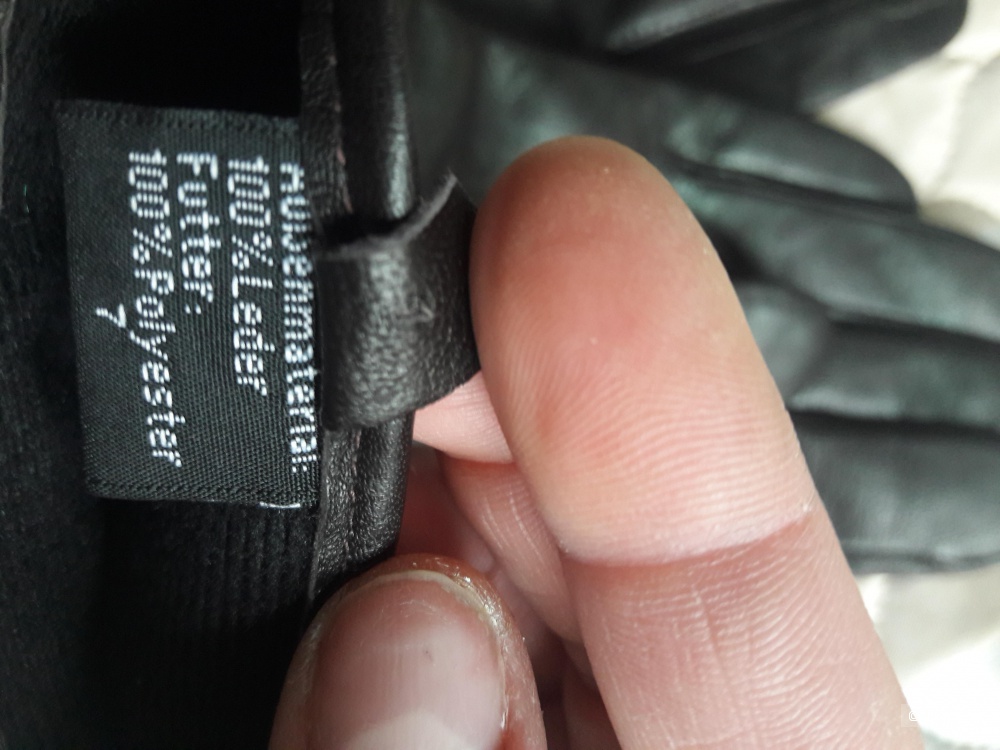 Außenmaterial:
100%Leder
Futter:
100%Polyester
7